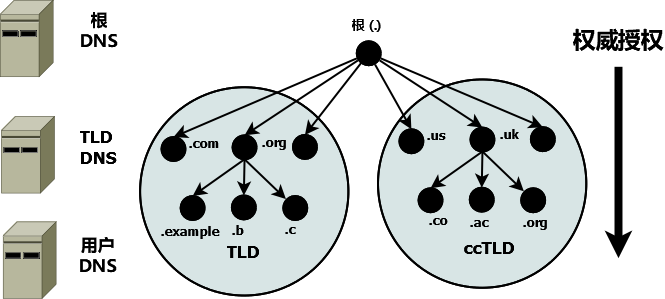 根
DNS
根 (.)
权威授权
TLD
DNS
.com
.org
.us
.uk
用户
DNS
.example
.b
.c
.co
.ac
.org
TLD
ccTLD